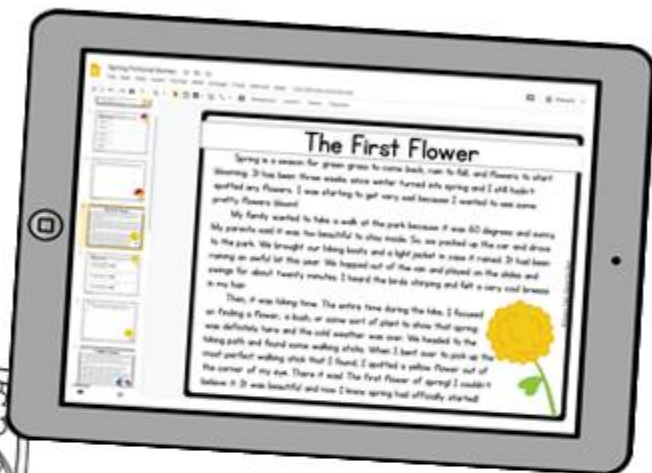 Spring Fictional Stories
The First Flower
Spring is a season for green grass to come back, rain to fall, and flowers to start
blooming. It has been three weeks since winter turned into spring and I still hadn't
spotted any flowers. I was starting to get very sad because I wanted to see some
pretty flowers bloom!
My family wanted to take a walk at the park because it was 60 degrees and sunny.
My parents said it was too beautiful to stay inside. So, we packed up the car and drove
to the park. We brought our hiking boots and a light jacket in case it rained. It had been
raining an awful lot this year. We hopped out of the car and played on the slides and
swings for about twenty minutes. I heard the birds chirping and felt a very cool breeze
in my hair.
Then, it was hiking time. The entire time during the hike, I focused
on finding a flower, a bush, or some sort of plant to show that spring
was definitely here and the cold weather was over. We headed to the
hiking path and found some walking sticks. When I bent over to pick up the
most perfect walking stick that I found, I spotted a yellow flower out of
the corner of my eye. There it was! The first flower of spring! I couldn't
believe it. It was beautiful and now I knew spring had officially started!